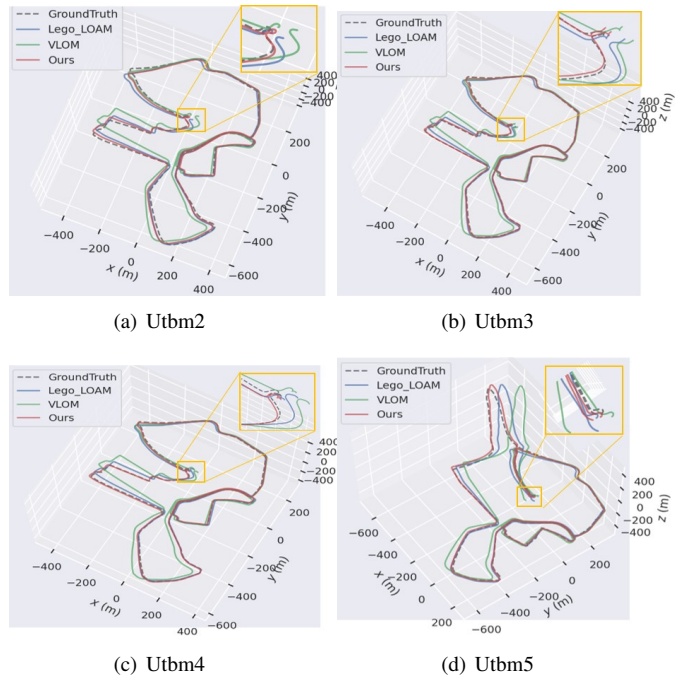 GroundTruth
Lego_LOAM
VLOM
Ours
400
200
0
−200
−400
200
0
−200
−400
−600
y (m)
−400
−200
0
200
400
x (m)
(a) Utbm2
GroundTruth
Lego_LOAM
VLOM
Ours
400
200
0
−200
−400
z (m)
200
0
−200
−400
−600
y (m)
−400
−200
0
200
400
x (m)
(b) Utbm3
GroundTruth
Lego_LOAM
VLOM
Ours
400
200
0
−200
−400
200
0
−200
−400
−600
y (m)
−400
−200
0
200
400
x (m)
(c) Utbm4
GroundTruth
Lego_LOAM
VLOM
Ours
400
200
0
−200
−400
z (m)
−600
−400
−200
0
200
x (m)
200
0
−200
−400
−600
y (m)
(d) Utbm5